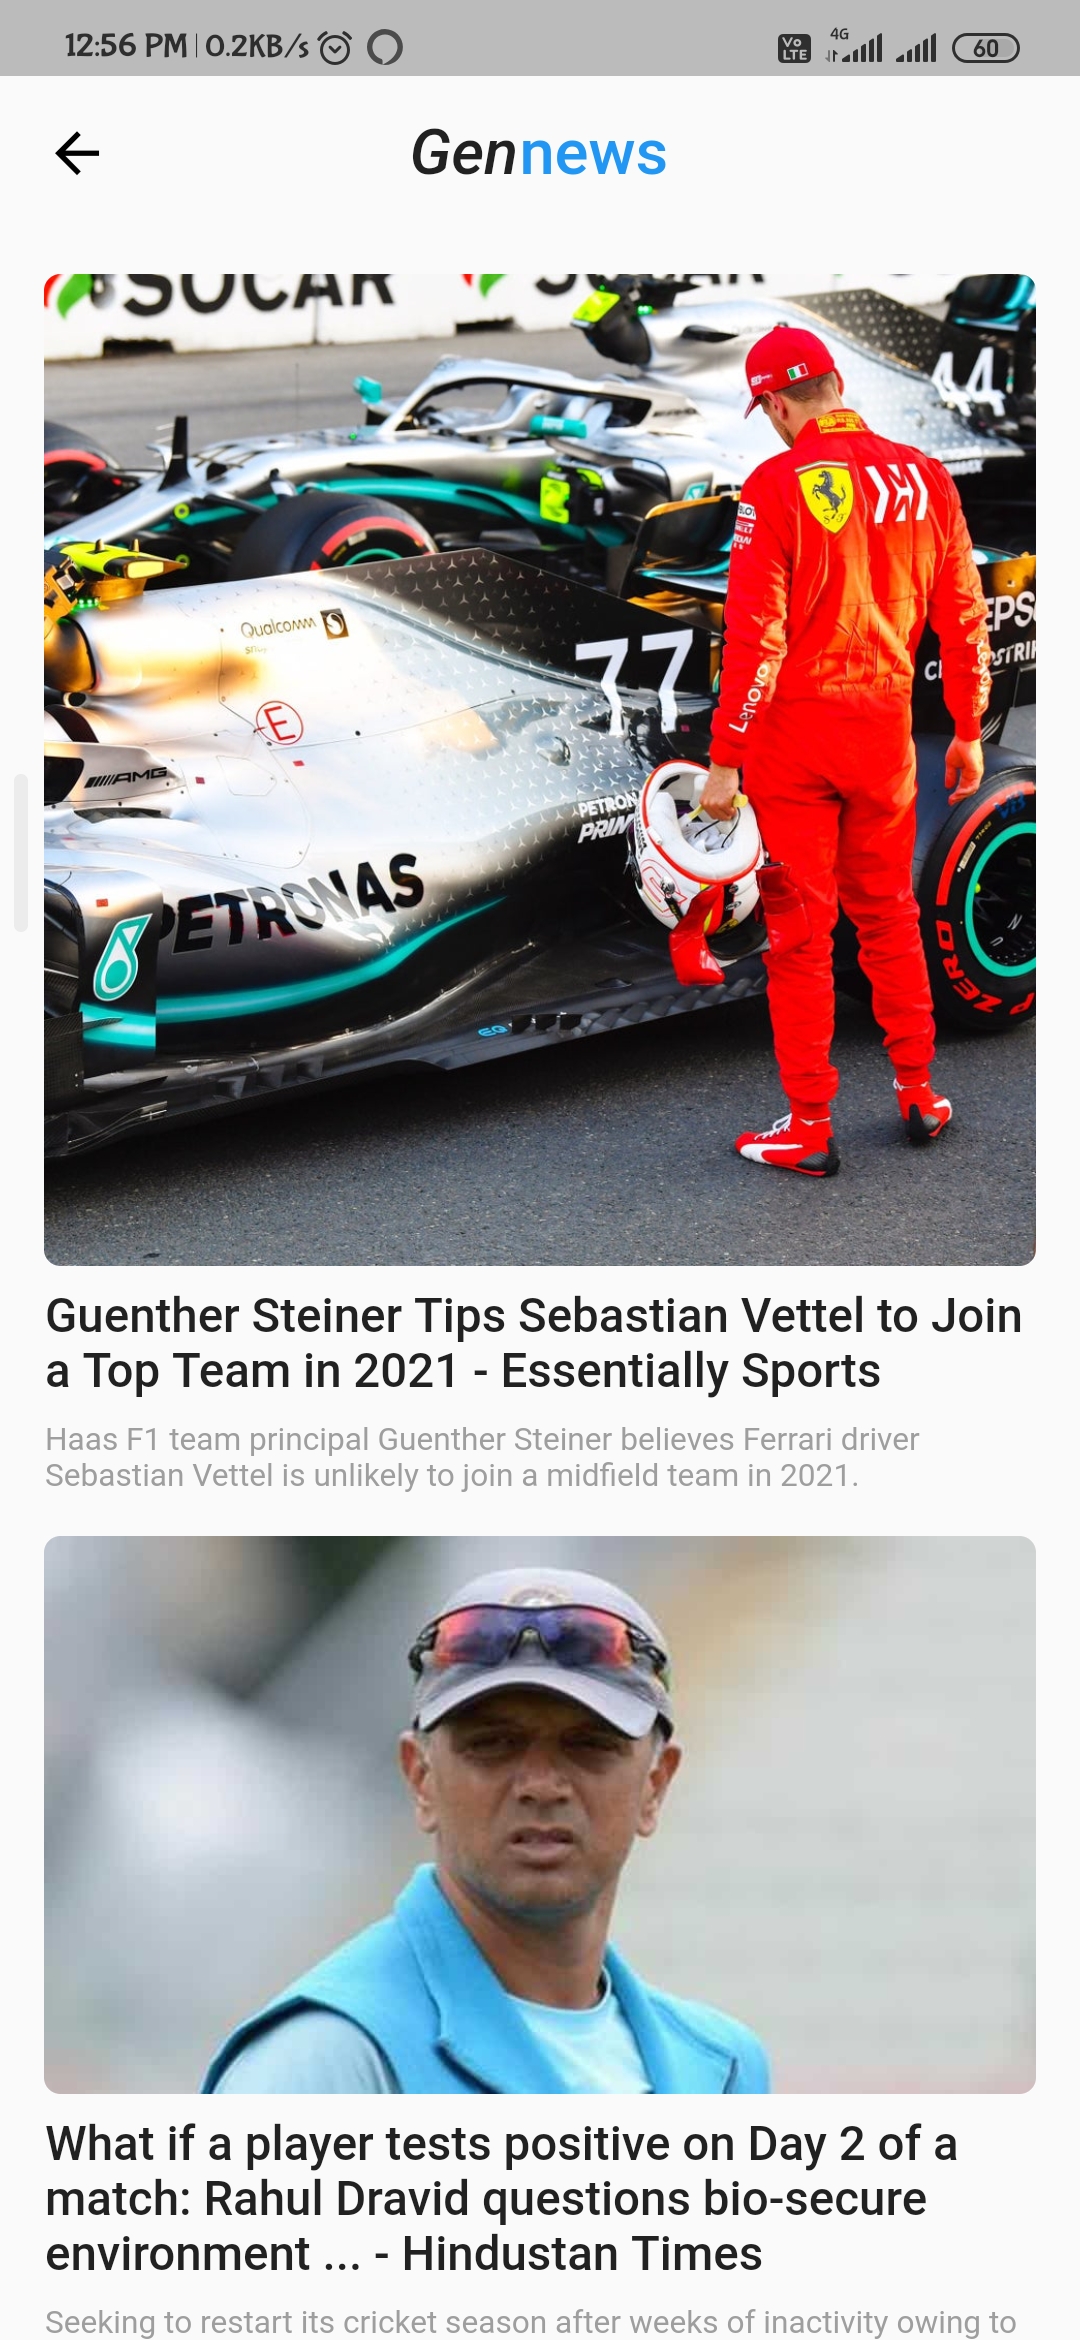 12:56 PM | 0.2KB/s
Vo LTE
4G
60
Gennews
SOCAR
44
Qualcomm
77
E
AMG
Lenovo
PETRONAS
PETRONAS
P ZERO
EQ
Guenther Steiner Tips Sebastian Vettel to Join
a Top Team in 2021 - Essentially Sports
Haas F1 team principal Guenther Steiner believes Ferrari driver
Sebastian Vettel is unlikely to join a midfield team in 2021.
What if a player tests positive on Day 2 of a
match: Rahul Dravid questions bio-secure
environment ... - Hindustan Times
Seeking to restart its cricket season after weeks of inactivity owing to